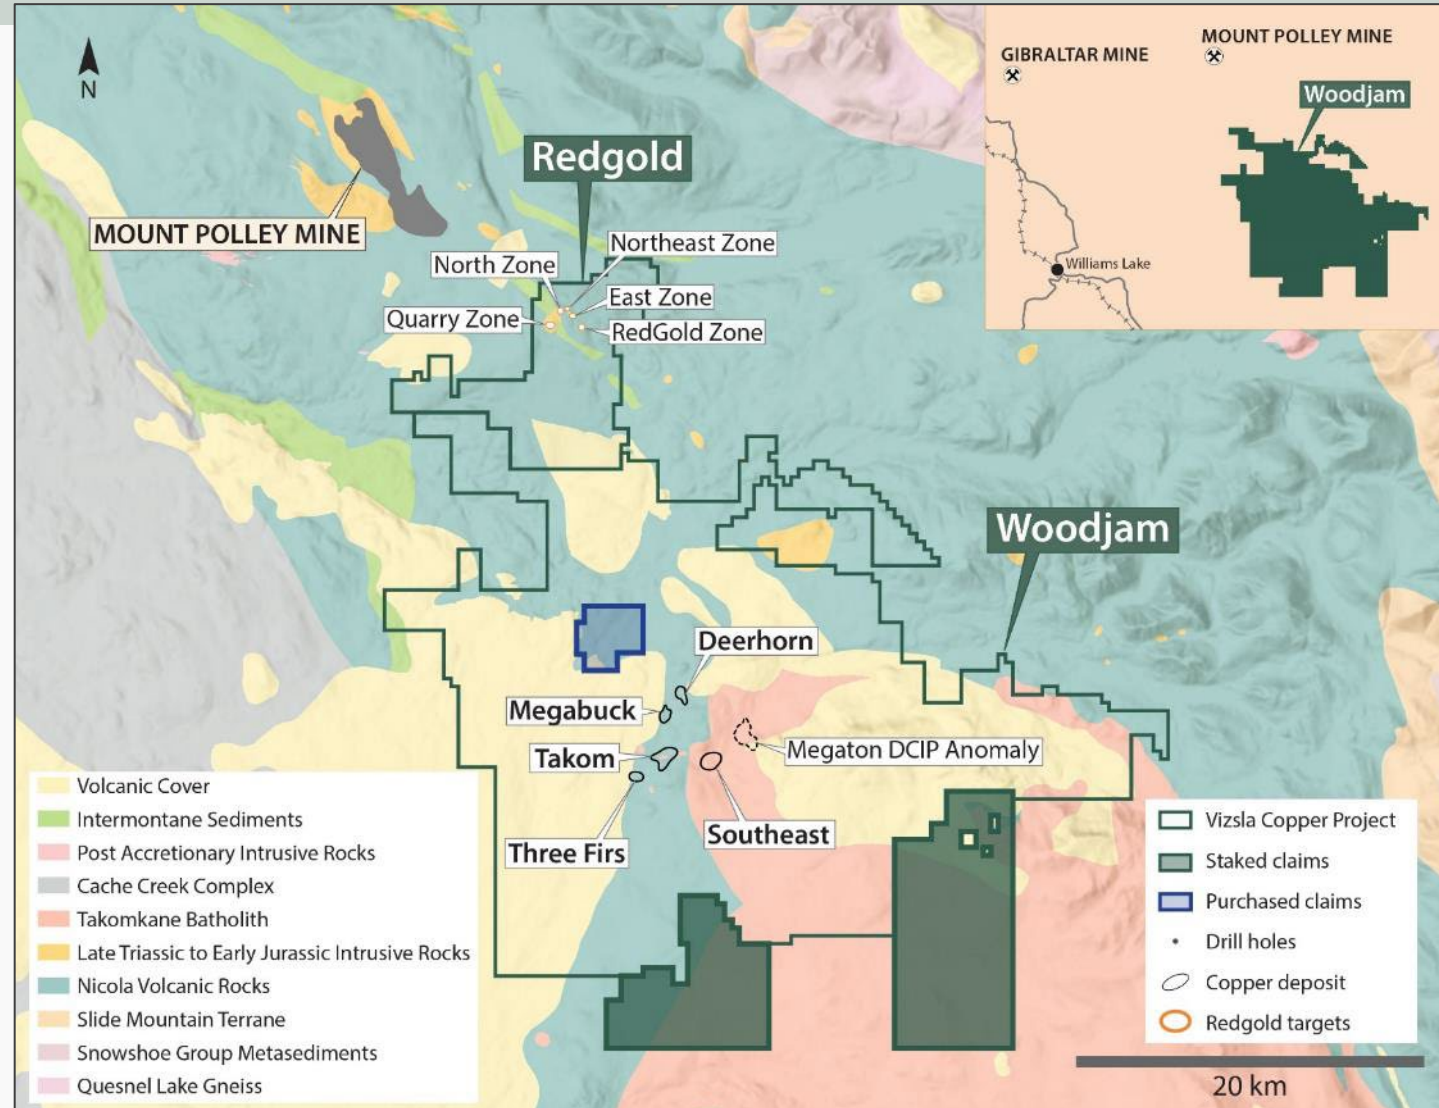 N
GIBRALTAR MINE
MOUNT POLLEY MINE
Woodjam
Williams Lake
Redgold
MOUNT POLLEY MINE
Northeast Zone
North Zone
East Zone
Quarry Zone
RedGold Zone
Woodjam
Deerhorn
Megabuck
Takom
Megaton DCIP Anomaly
Three Firs
Southeast
Volcanic Cover
Intermontane Sediments
Post Accretionary Intrusive Rocks
Cache Creek Complex
Takomkane Batholith
Late Triassic to Early Jurassic Intrusive Rocks
Nicola Volcanic Rocks
Slide Mountain Terrane
Snowshoe Group Metasediments
Quesnel Lake Gneiss
Vizsla Copper Project
Staked claims
Purchased claims
Drill holes
Copper deposit
Redgold targets
20 km